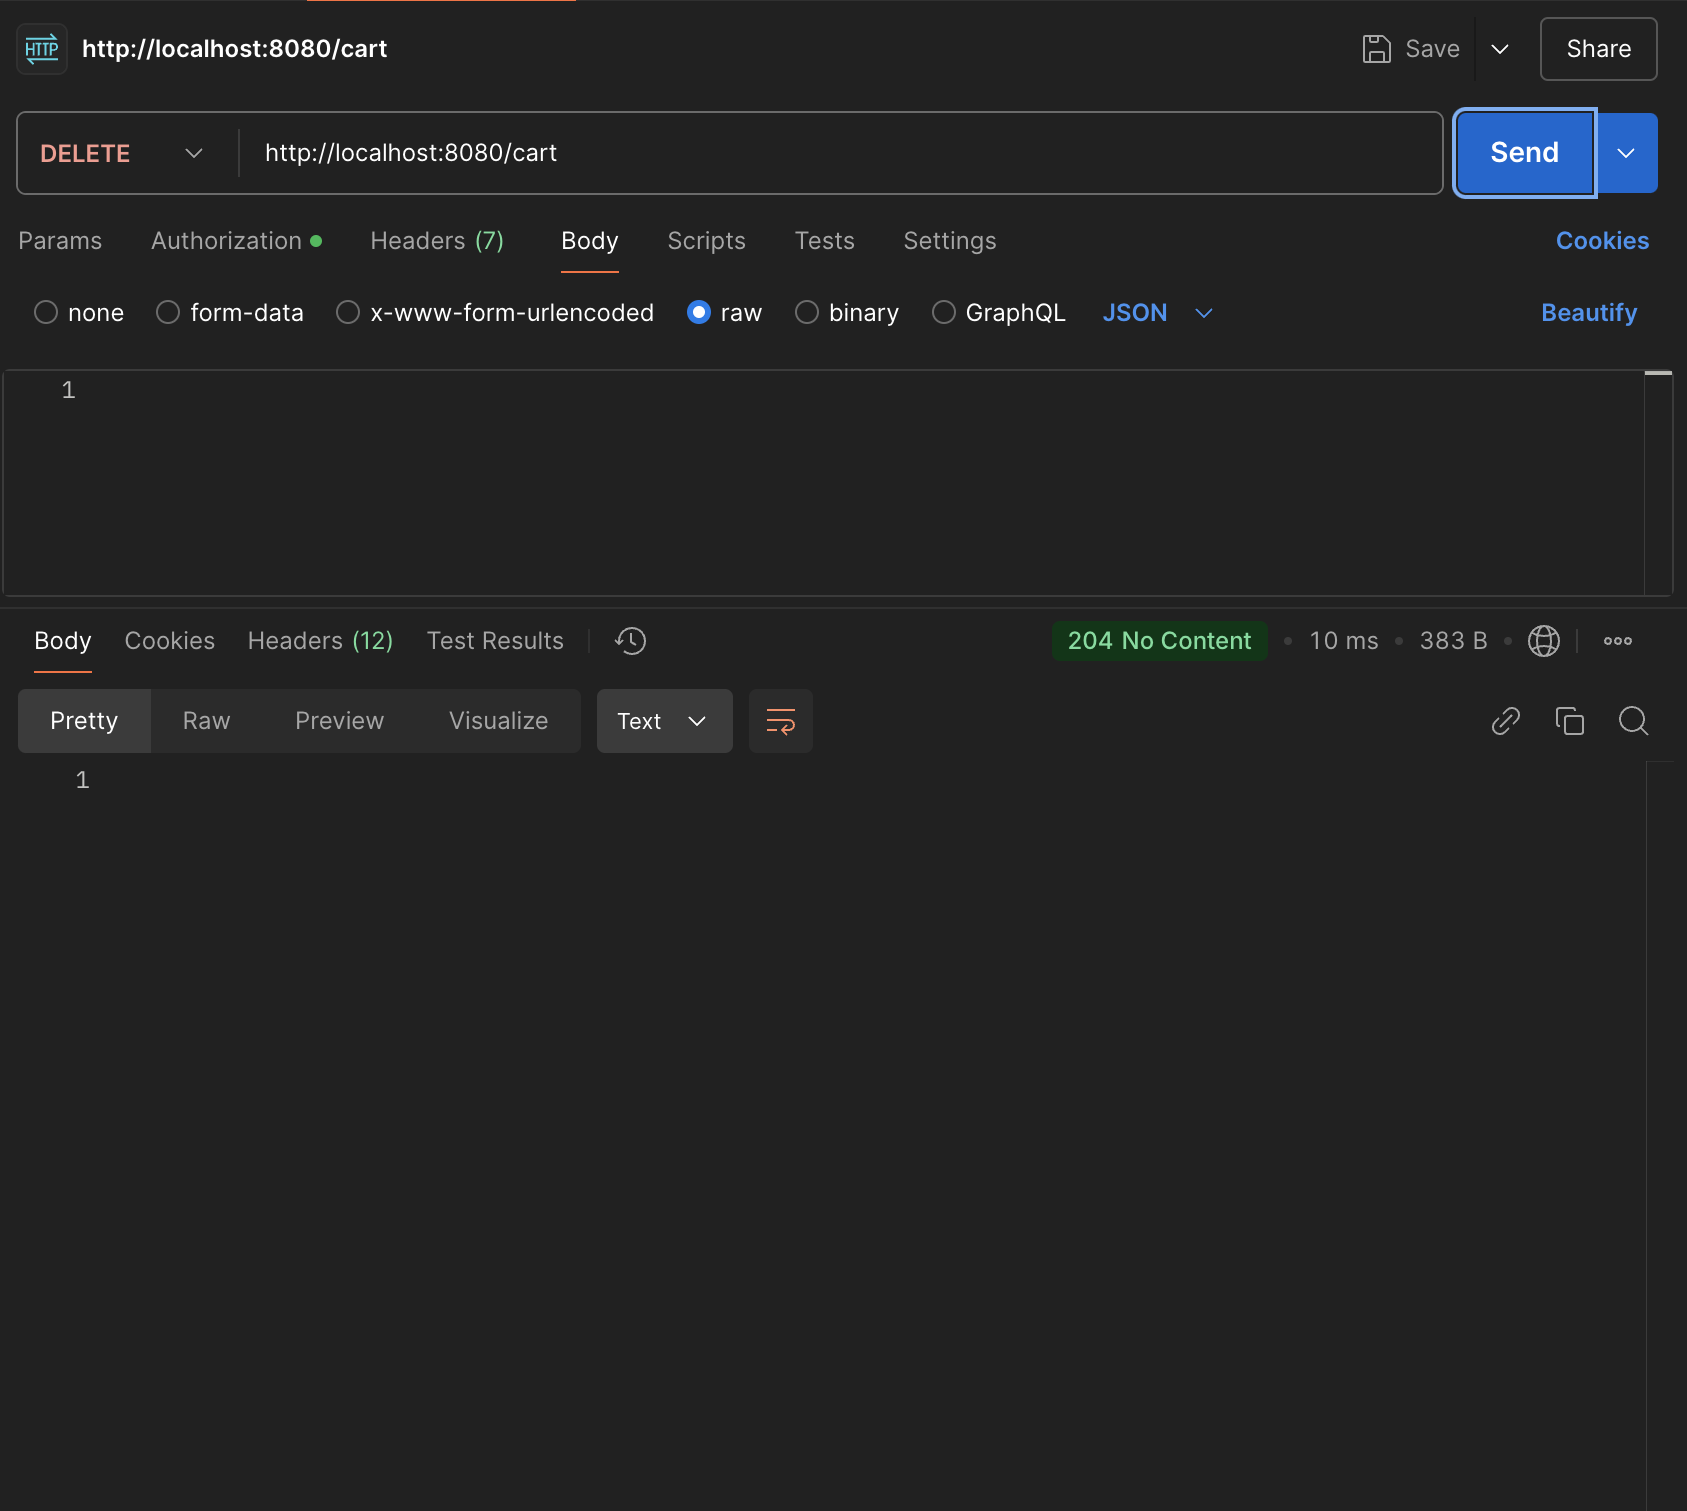 HTTP http://localhost:8080/cart Save Share
DELETE http://localhost:8080/cart Send
Params Authorization Headers (7) Body Scripts Tests Settings Cookies
none form-data x-www-form-urlencoded raw binary GraphQL JSON Beautify
1
Body Cookies Headers (12) Test Results 204 No Content 10 ms 383 B
Pretty Raw Preview Visualize Text
1